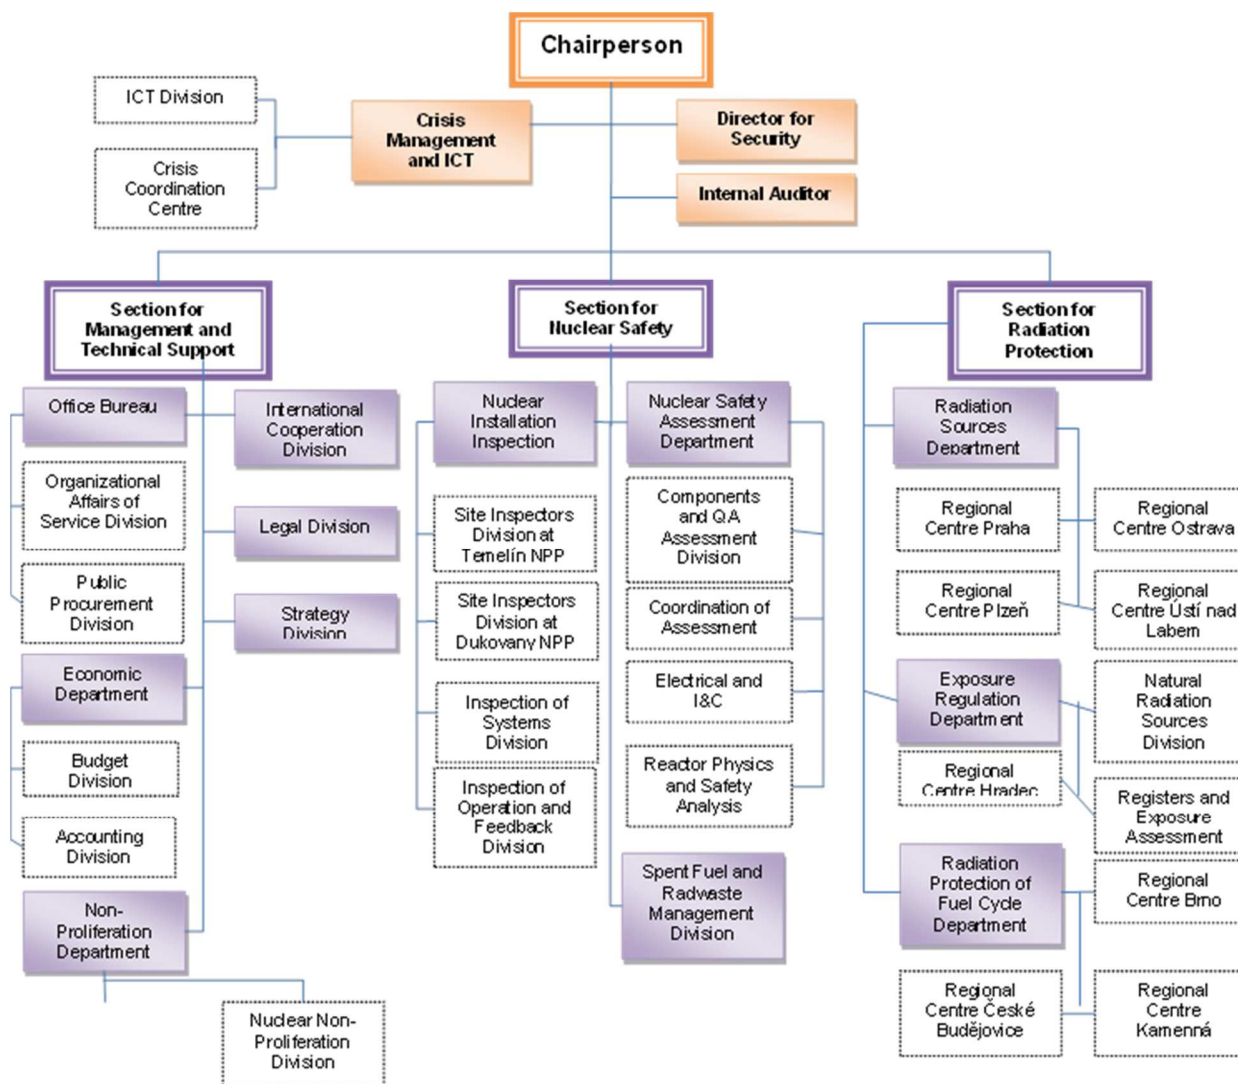 Chairperson
ICT Division
Crisis
Management
and ICT
Director for
Security
Crisis
Coordination
Centre
Internal Auditor
Section for
Management and
Technical Support
Section for
Nuclear Safety
Section for
Radiation
Protection
Office Bureau
International
Cooperation
Division
Organizational
Affairs of
Service Division
Legal Division
Public
Procurement
Division
Strategy
Division
Economic
Department
Budget
Division
Accounting
Division
Non-
Proliferation
Department
Nuclear Non-
Proliferation
Division
Nuclear
Installation
Inspection
Nuclear Safety
Assessment
Department
Site Inspectors
Division at
Temelín NPP
Components
and QA
Assessment
Division
Site Inspectors
Division at
Dukovany NPP
Coordination of
Assessment
Inspection of
Systems
Division
Electrical and
I&C
Inspection of
Operation and
Feedback
Division
Reactor Physics
and Safety
Analysis
Spent Fuel and
Radwaste
Management
Division
Radiation
Sources
Department
Regional
Centre Praha
Regional
Centre Ostrava
Regional
Centre Plzeň
Regional
Centre Ústí nad
Labem
Exposure
Regulation
Department
Natural
Radiation
Sources
Division
Regional
Centre Hradec
Registers and
Exposure
Assessment
Radiation
Protection of
Fuel Cycle
Department
Regional
Centre Brno
Regional
Centre České
Budějovice
Regional
Centre
Kamenná